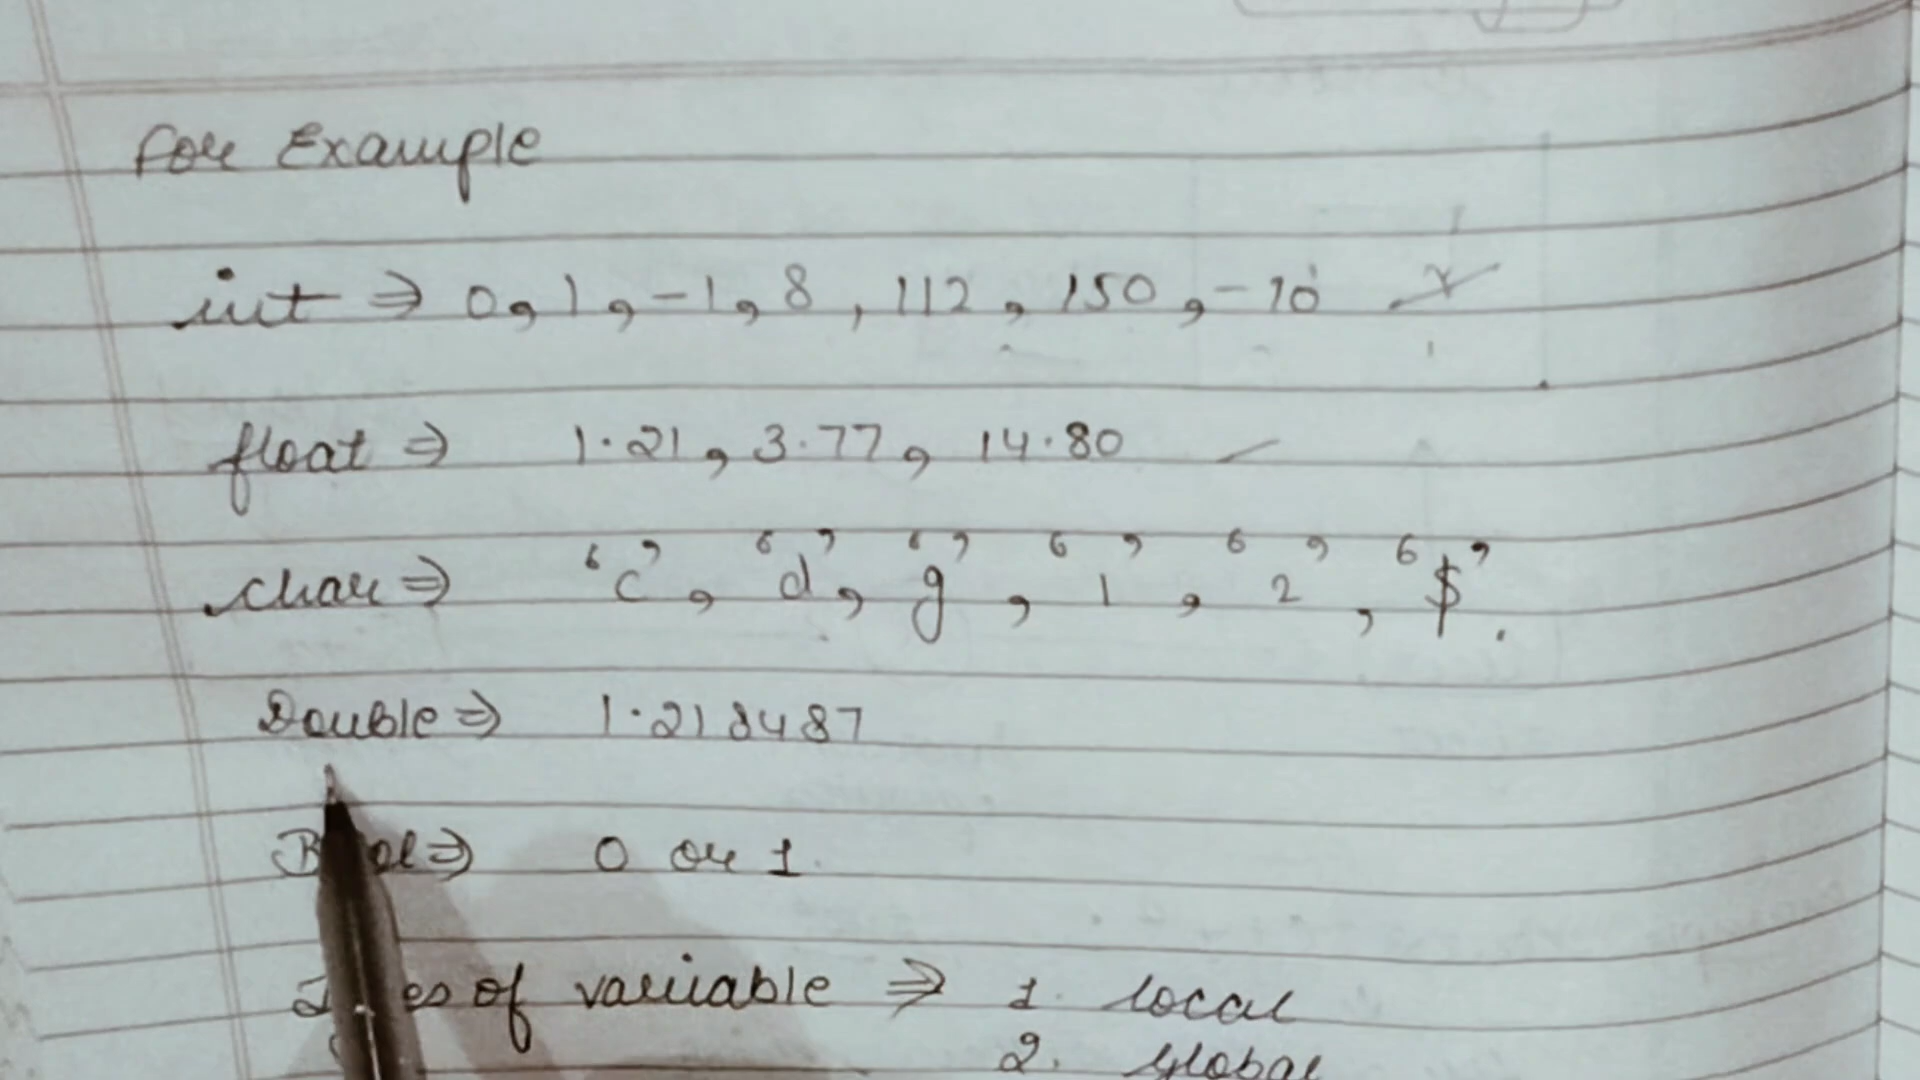 For Example
int ⇒ 0, 1, -1, 8, 112, 150, -10
float ⇒ 1.21, 3.77, 14.80
char ⇒ 'c', 'd', 'g', '1', '2', '$'.
Double ⇒ 1.218487
⇒ 0 or 1.
of variable ⇒ 1. local
2. Global